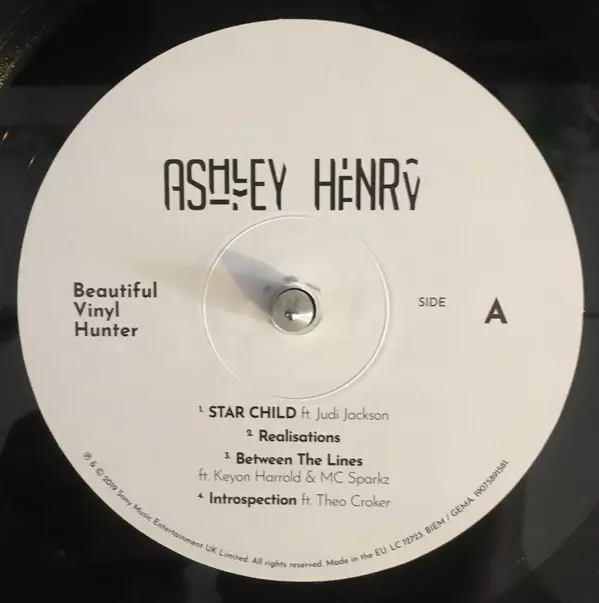 ASHLEY HENRY
Beautiful
Vinyl
Hunter
SIDE A
1. STAR CHILD ft. Judi Jackson
2. Realisations
3. Between The Lines
ft. Keyon Harrold & MC Sparkz
4. Introspection ft. Theo Croker
℗ & © 2019 Sony Music Entertainment UK Limited. All rights reserved. Made in the EU. LC 12723. BIEM / GEMA. 19075891581.